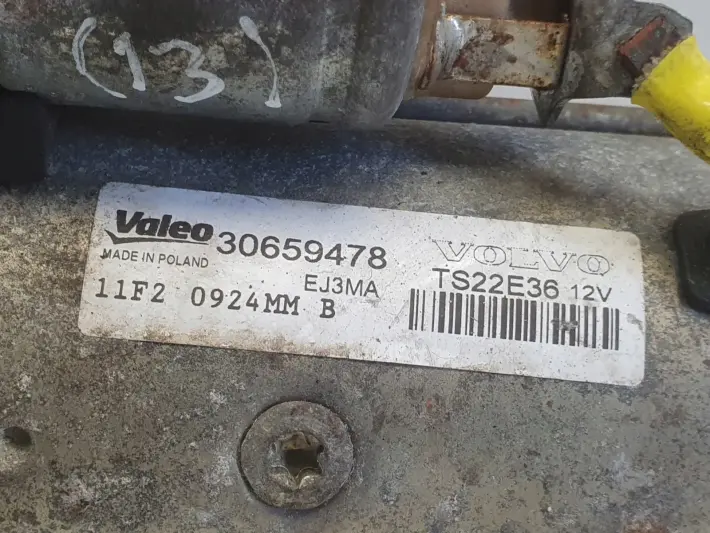 (13)
Valeo 30659478 VOLVO
MADE IN POLAND EJ3MA TS22E36 12V
11F2 0924MM B